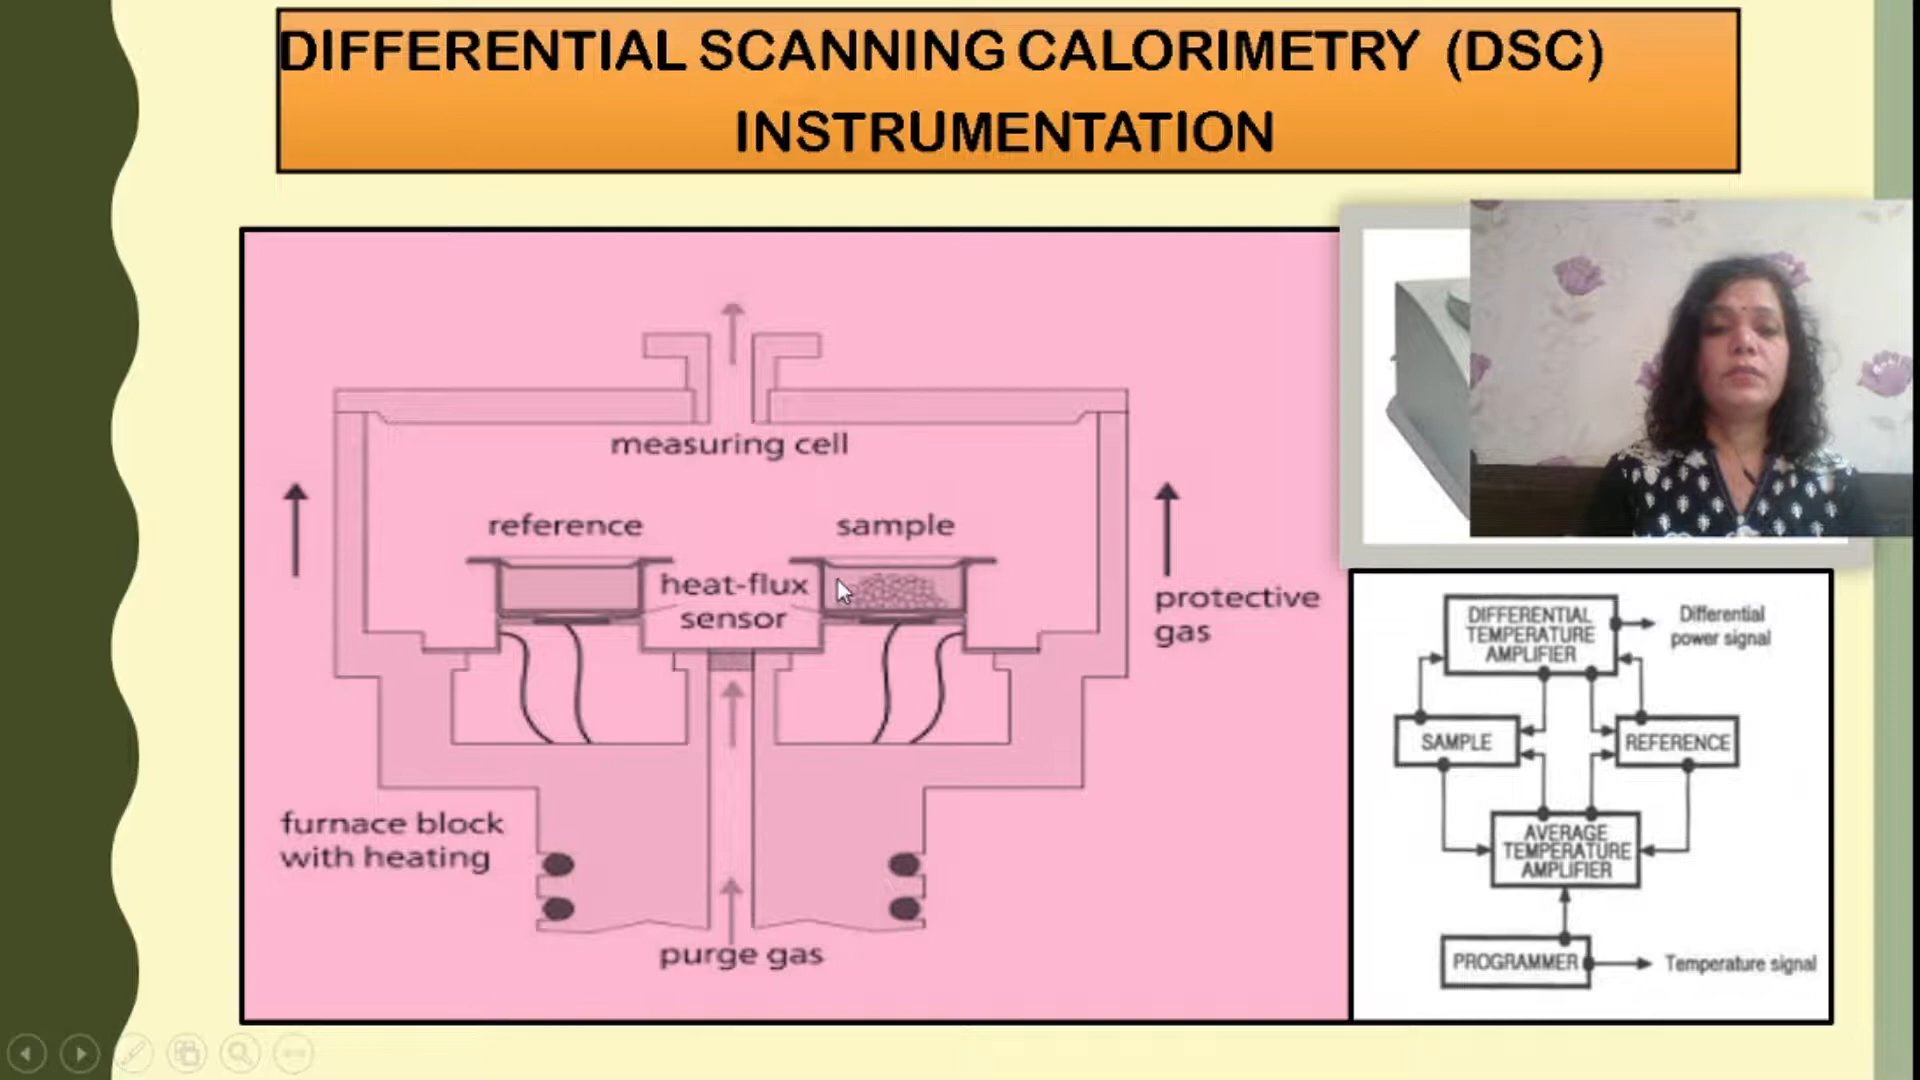 DIFFERENTIAL SCANNING CALORIMETRY (DSC)
INSTRUMENTATION
measuring cell
reference
sample
heat-flux
sensor
protective
gas
furnace block
with heating
purge gas
DIFFERENTIAL
TEMPERATURE
AMPLIFIER
Differential
power signal
SAMPLE
REFERENCE
AVERAGE
TEMPERATURE
AMPLIFIER
PROGRAMMER
Temperature signal